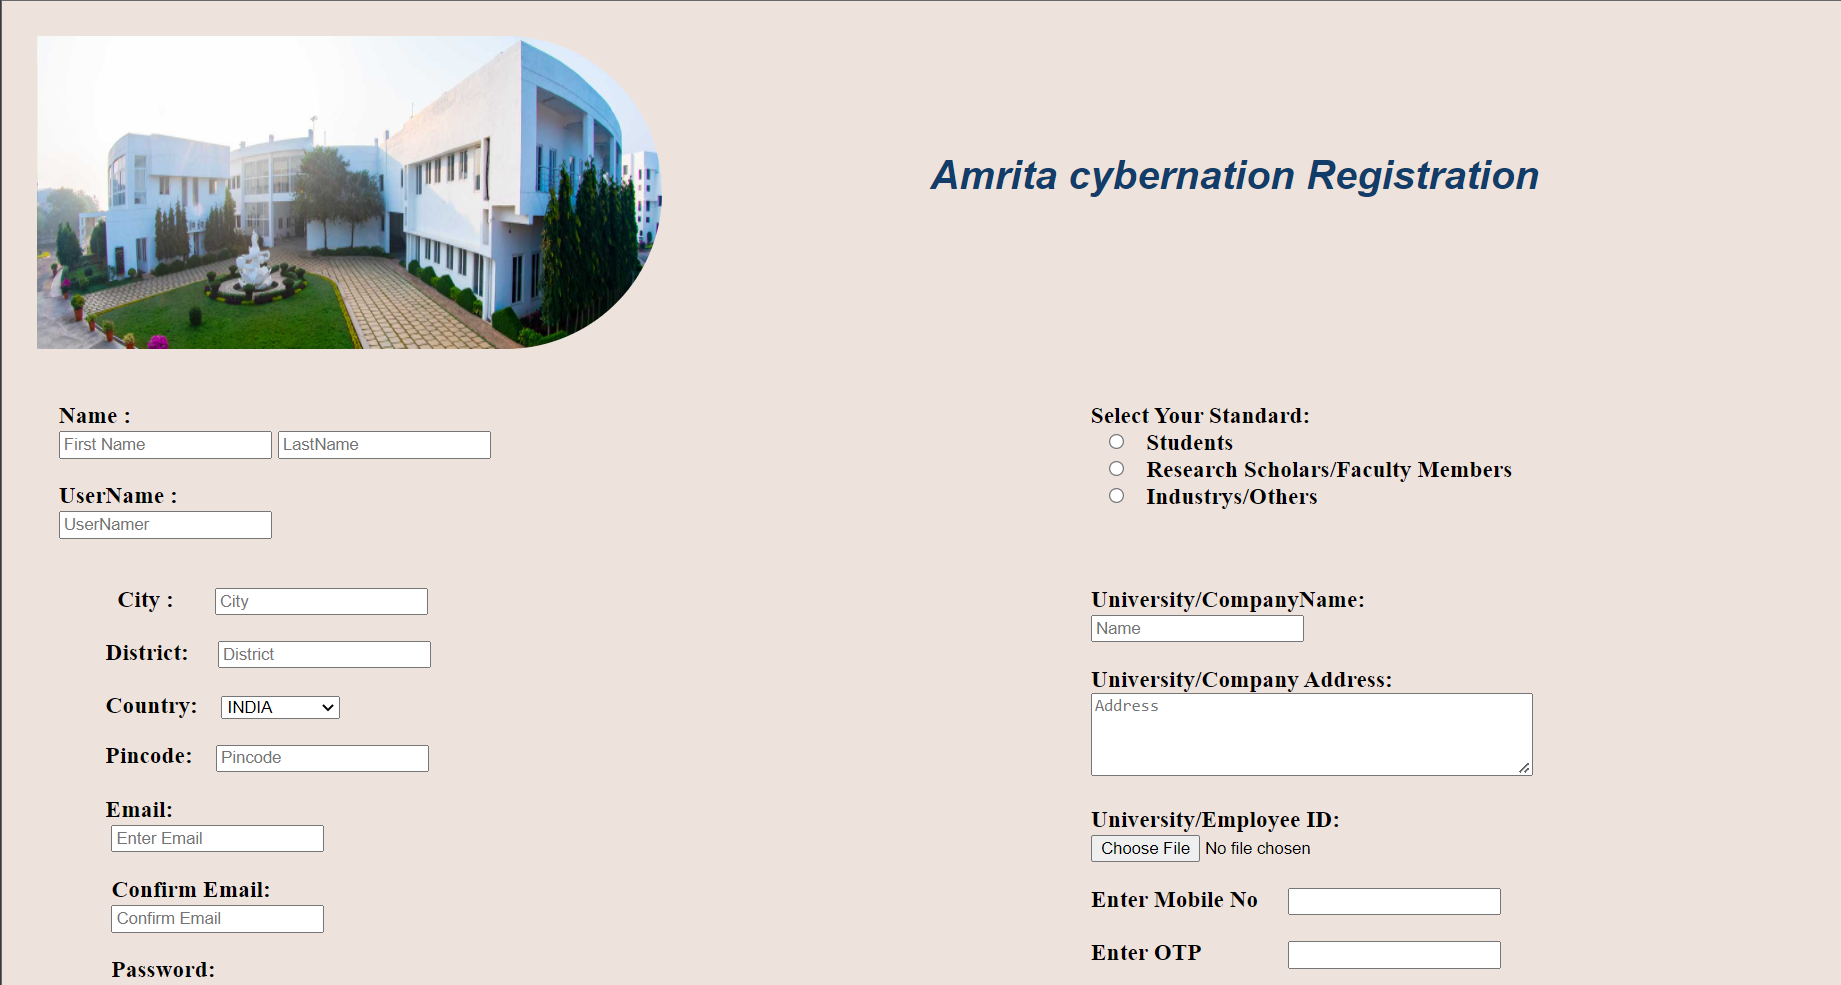 Amrita cybernation Registration
Name :
First Name LastName
UserName :
UserNamer
City : City
District: District
Country: INDIA
Pincode: Pincode
Email:
Enter Email
Confirm Email:
Confirm Email
Password:
Select Your Standard:
Students
Research Scholars/Faculty Members
Industrys/Others
University/CompanyName:
Name
University/Company Address:
Address
University/Employee ID:
Choose File No file chosen
Enter Mobile No
Enter OTP